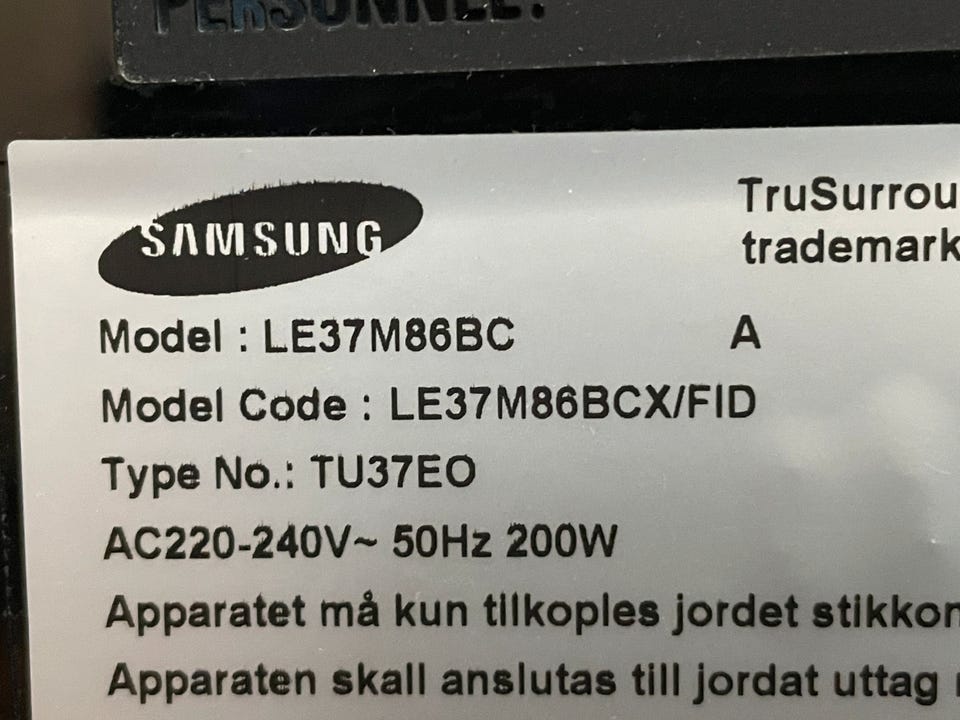 PERSONNEL.
SAMSUNG
TruSurrou
trademark
Model : LE37M86BC A
Model Code : LE37M86BCX/FID
Type No.: TU37EO
AC220-240V~ 50Hz 200W
Apparatet må kun tilkoples jordet stikkon
Apparaten skall anslutas till jordat uttag